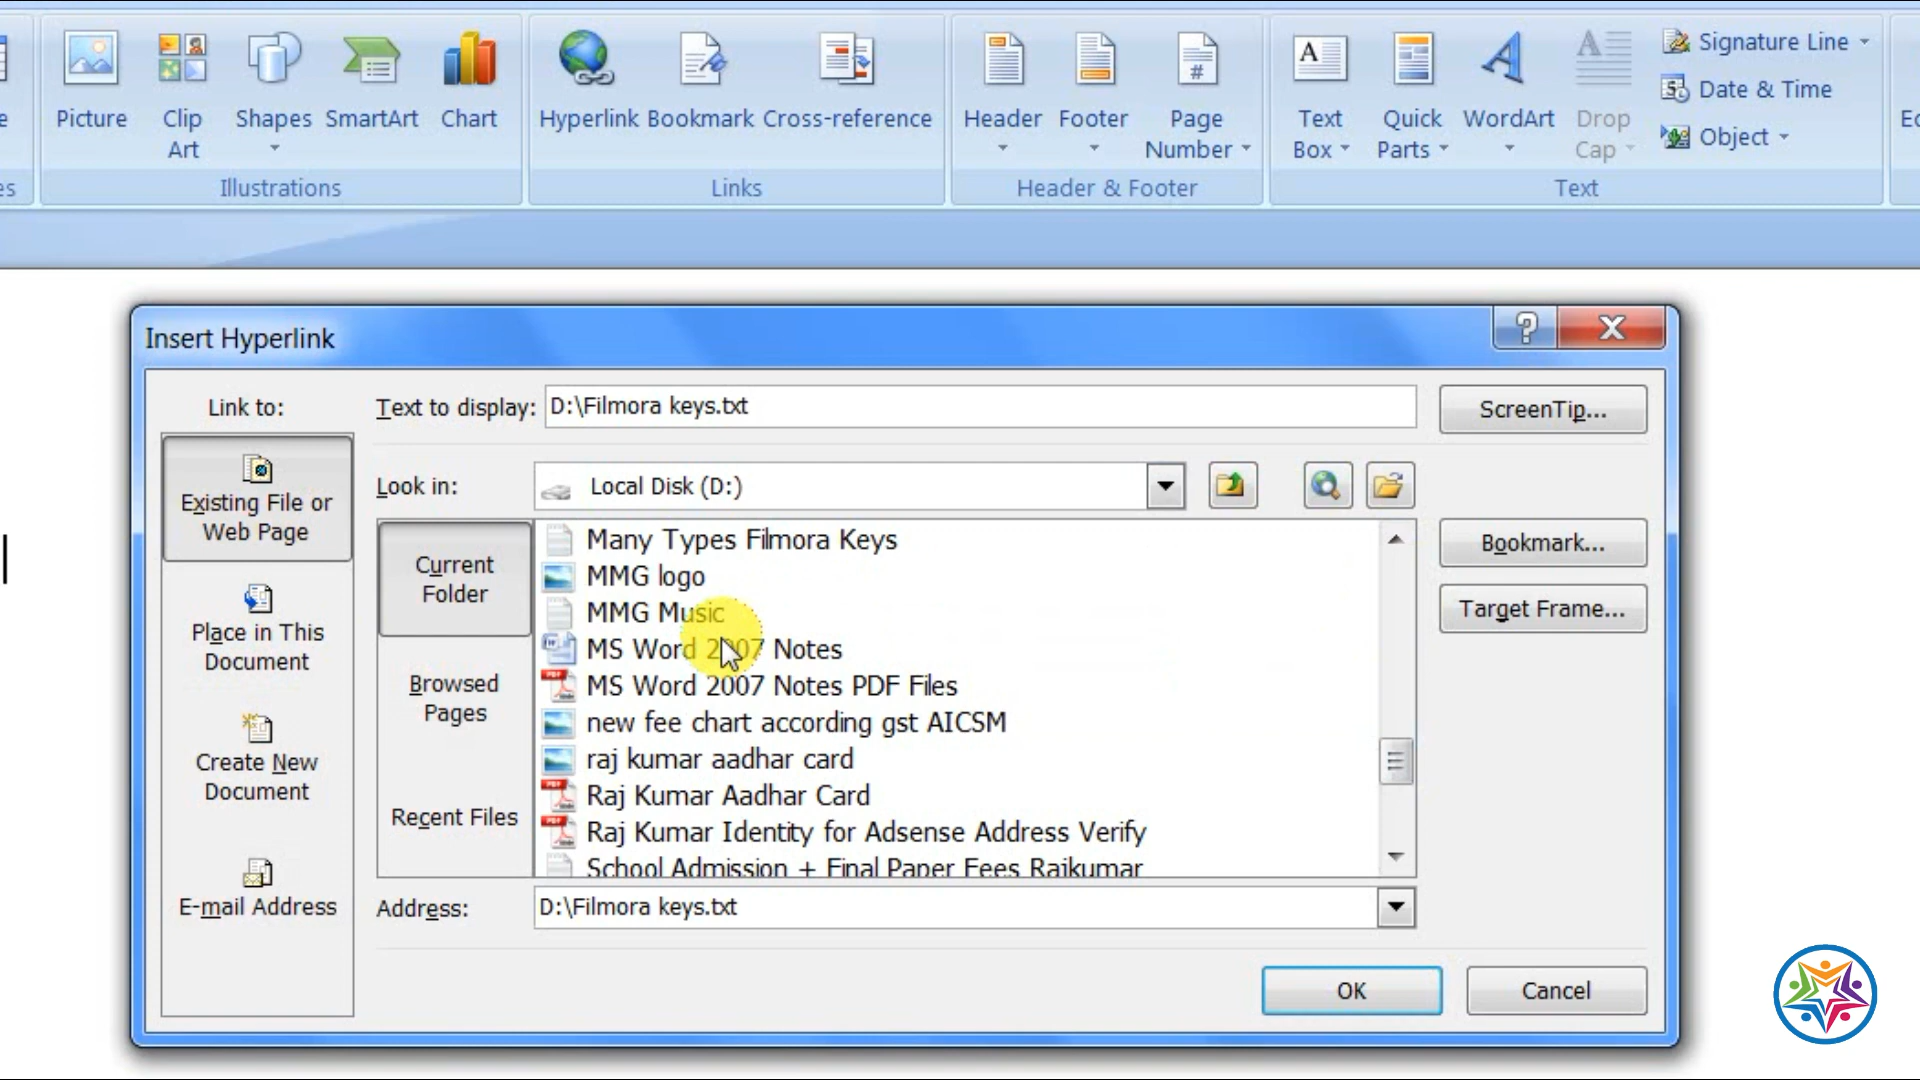 Picture
Clip
Art
Shapes
SmartArt
Chart
Illustrations
Hyperlink
Bookmark
Cross-reference
Links
Header
Footer
Page
Number
Header & Footer
Text
Box
Quick
Parts
WordArt
Drop
Cap
Signature Line
Date & Time
Object
Text
Insert Hyperlink
Link to:
Existing File or
Web Page
Place in This
Document
Create New
Document
E-mail Address
Text to display:
D:\Filmora keys.txt
ScreenTip...
Look in:
Local Disk (D:)
Current
Folder
Browsed
Pages
Recent Files
Many Types Filmora Keys
MMG logo
MMG Music
MS Word 2007 Notes
MS Word 2007 Notes PDF Files
new fee chart according gst AICSM
raj kumar aadhar card
Raj Kumar Aadhar Card
Raj Kumar Identity for Adsense Address Verify
School Admission + Final Paper Fees Rajkumar
Bookmark...
Target Frame...
Address:
D:\Filmora keys.txt
OK
Cancel